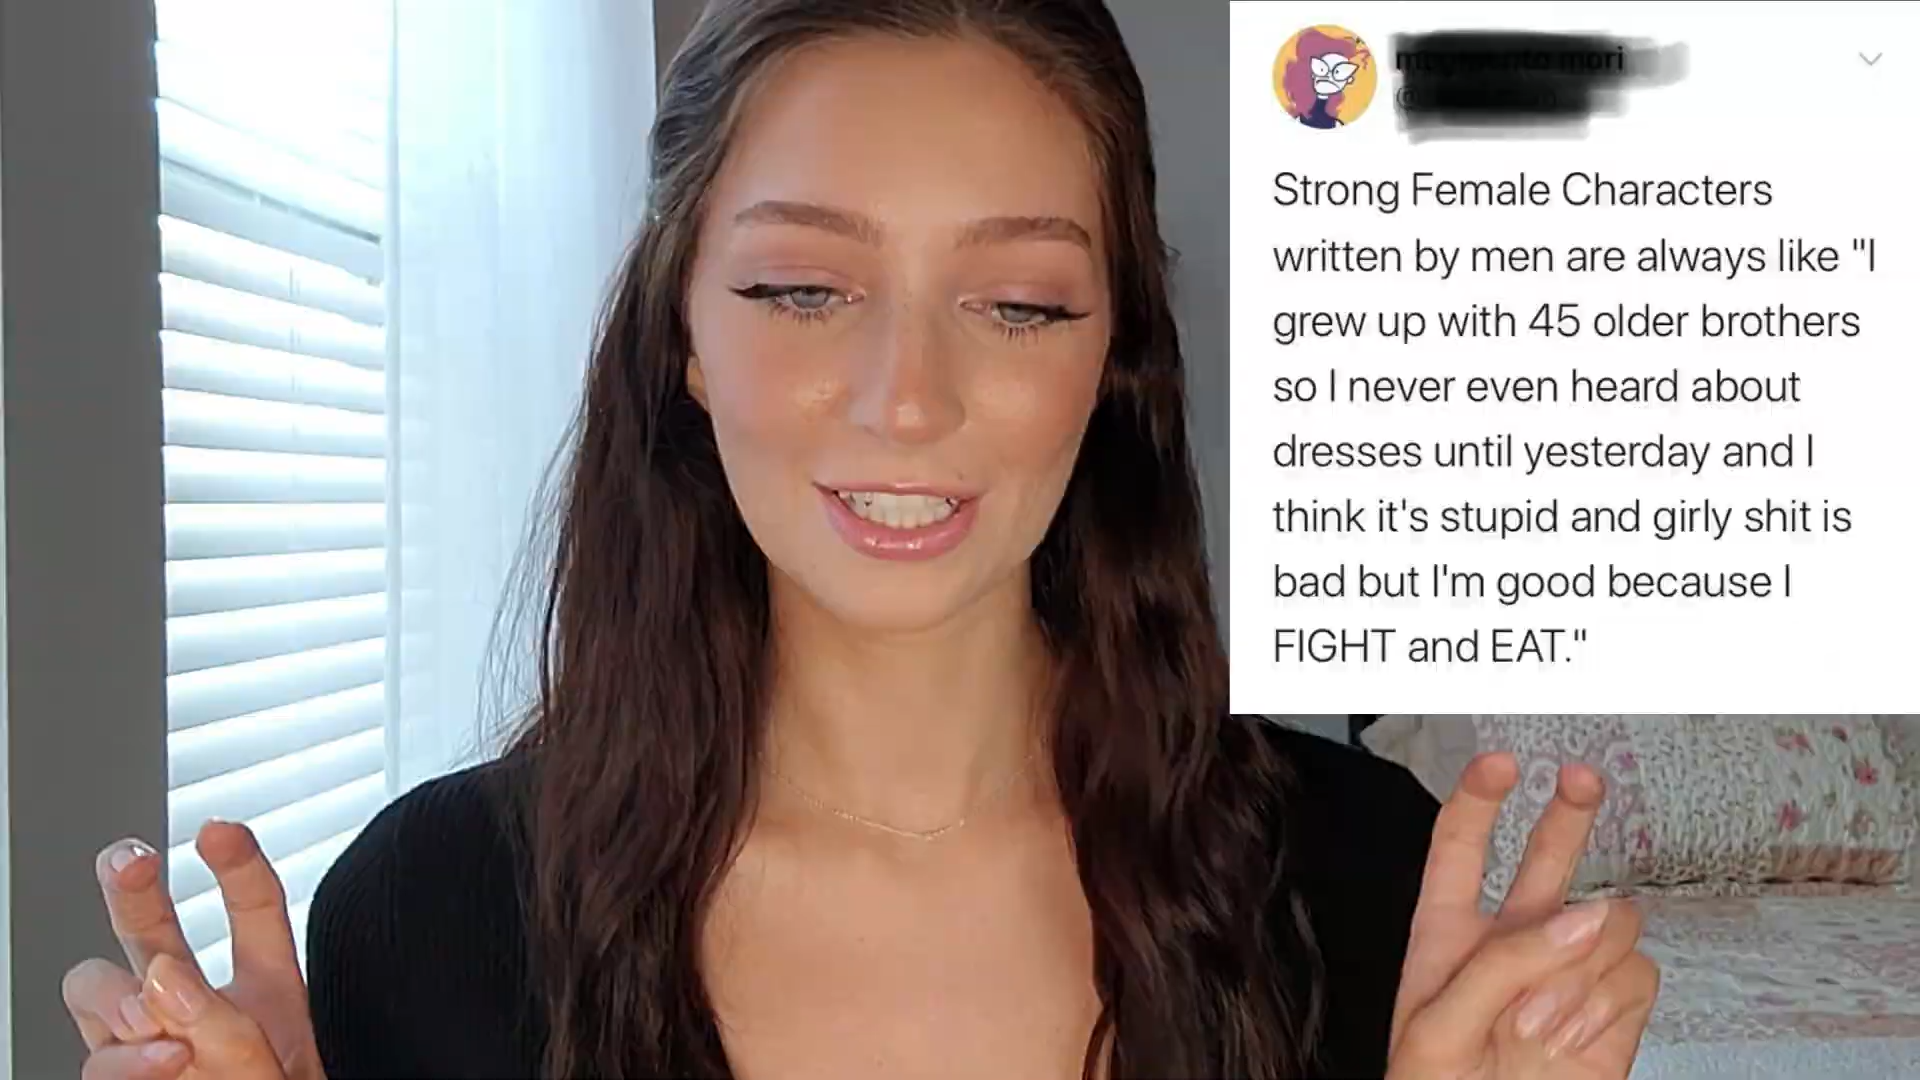 mori
Strong Female Characters
written by men are always like "I
grew up with 45 older brothers
so I never even heard about
dresses until yesterday and I
think it's stupid and girly shit is
bad but I'm good because I
FIGHT and EAT."